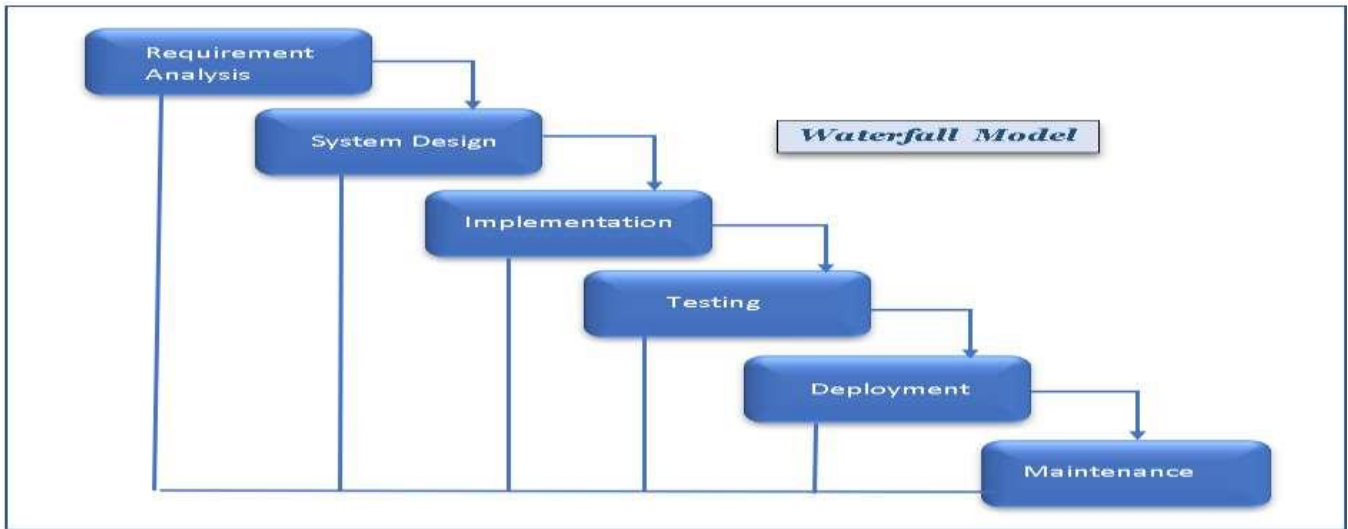 Requirement
Analysis
System Design
Waterfall Model
Implementation
Testing
Deployment
Maintenance